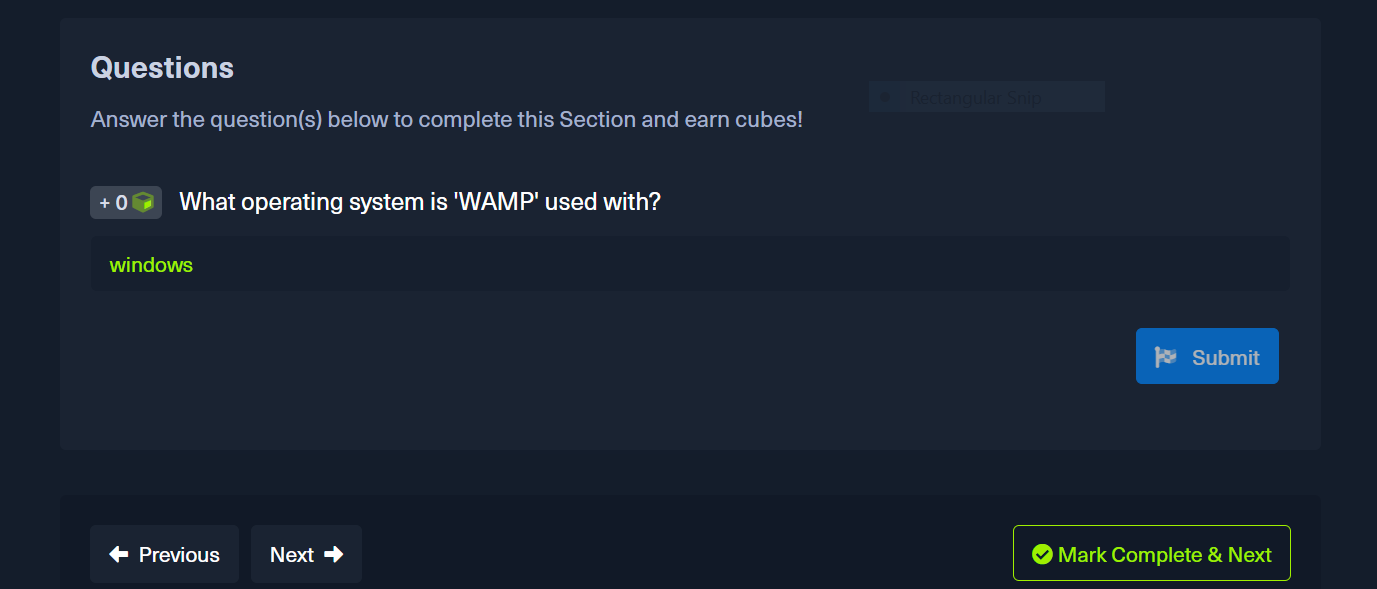 Questions
Rectangular Snip
Answer the question(s) below to complete this Section and earn cubes!
+ 0 What operating system is 'WAMP' used with?
windows
Submit
Previous Next Mark Complete & Next